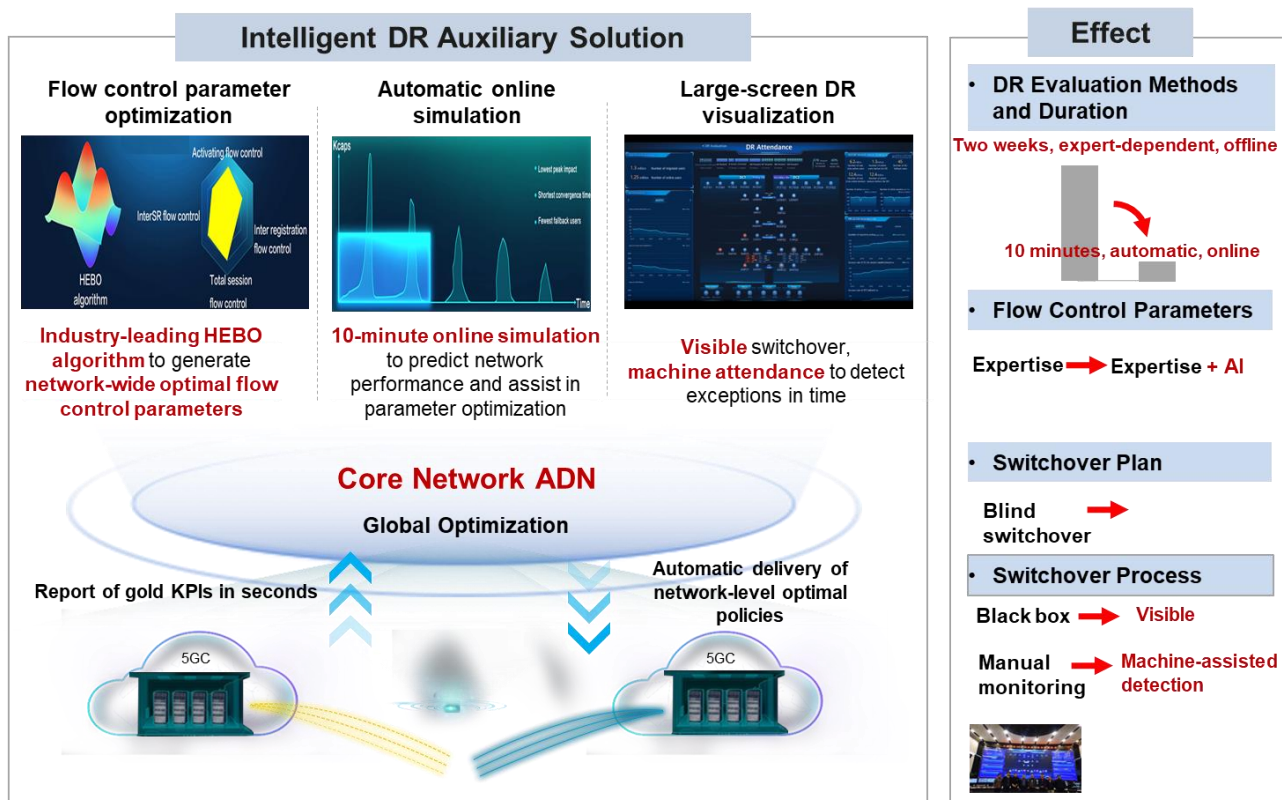 Intelligent DR Auxiliary Solution
Flow control parameter
optimization
Activating flow control
InterSR flow control
Inter registration
flow control
HEBO
algorithm
Total session
flow control
Industry-leading HEBO
algorithm to generate
network-wide optimal flow
control parameters
Automatic online
simulation
Kcaps
Lowest peak impact
Shortest convergence time
Fewest fallback users
Time
10-minute online simulation
to predict network
performance and assist in
parameter optimization
Large-screen DR
visualization
DR Attendance
Visible switchover,
machine attendance to detect
exceptions in time
Core Network ADN
Global Optimization
Report of gold KPIs in seconds
Automatic delivery of
network-level optimal
policies
5GC
5GC
Effect
• DR Evaluation Methods
and Duration
Two weeks, expert-dependent, offline
10 minutes, automatic, online
• Flow Control Parameters
Expertise
Expertise + AI
• Switchover Plan
Blind
switchover
• Switchover Process
Black box
Visible
Manual
monitoring
Machine-assisted
detection